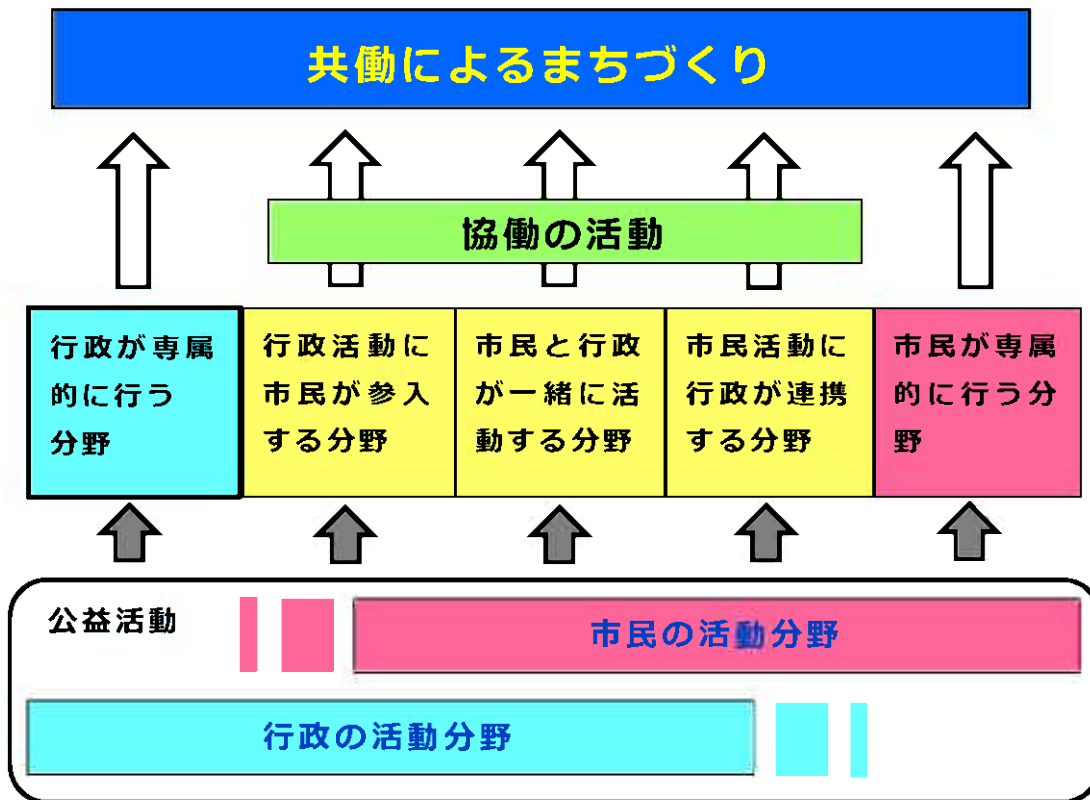 共働によるまちづくり
協働の活動
行政が専属
的に行う
分野
行政活動に
市民が参入
する分野
市民と行政
が一緒に活
動する分野
市民活動に
行政が連携
する分野
市民が専属
的に行う分
野
公益活動
市民の活動分野
行政の活動分野